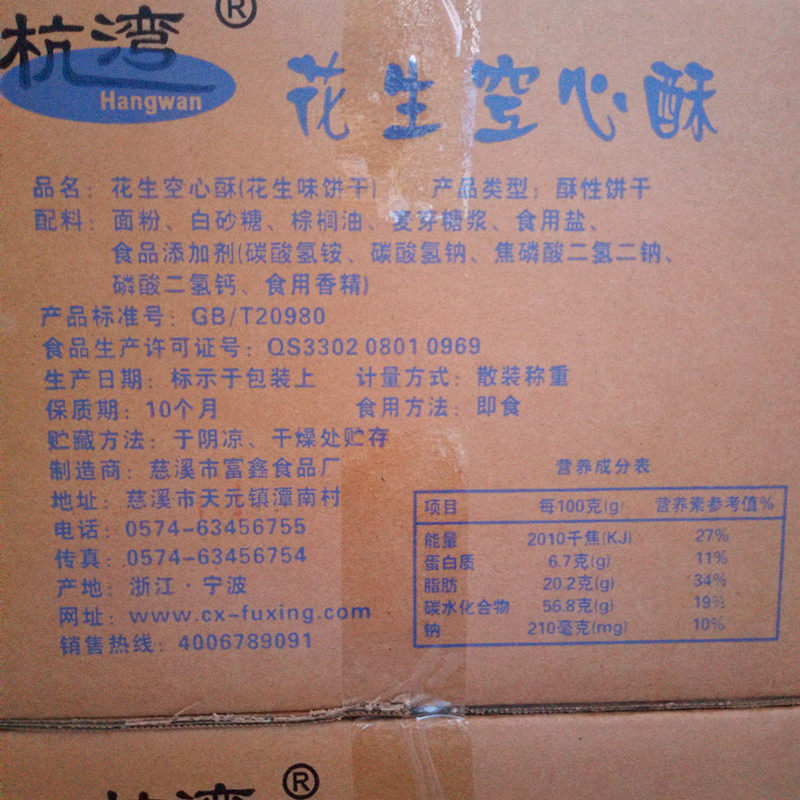 杭湾®
Hangwan
花生空心酥
品名：花生空心酥(花生味饼干) 产品类型：酥性饼干
配料：面粉、白砂糖、棕榈油、麦芽糖浆、食用盐、
食品添加剂(碳酸氢铵、碳酸氢钠、焦磷酸二氢二钠、
磷酸二氢钙、食用香精)
产品标准号：GB/T20980
食品生产许可证号：QS3302 0801 0969
生产日期：标示于包装上 计量方式：散装称重
保质期：10个月 食用方法：即食
贮藏方法：于阴凉、干燥处贮存
制造商：慈溪市富鑫食品厂
地址：慈溪市天元镇潭南村
电话：0574-63456755
传真：0574-63456754
产地：浙江·宁波
网址：www.cx-fuxing.com
销售热线：4006789091
营养成分表
项目 每100克(g) 营养素参考值%
能量 2010千焦(KJ) 27%
蛋白质 6.7克(g) 11%
脂肪 20.2克(g) 34%
碳水化合物 56.8克(g) 19%
钠 210毫克(mg) 10%
杭湾®